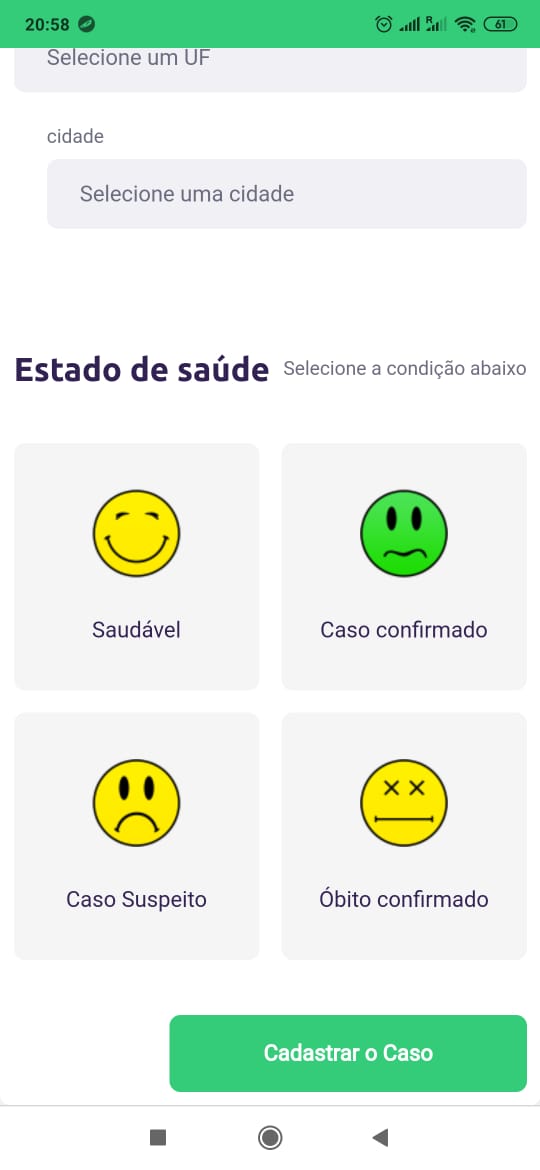 20:58
R
61
Selecione um UF
cidade
Selecione uma cidade
Estado de saúde
Selecione a condição abaixo
Saudável
Caso confirmado
Caso Suspeito
Óbito confirmado
Cadastrar o Caso